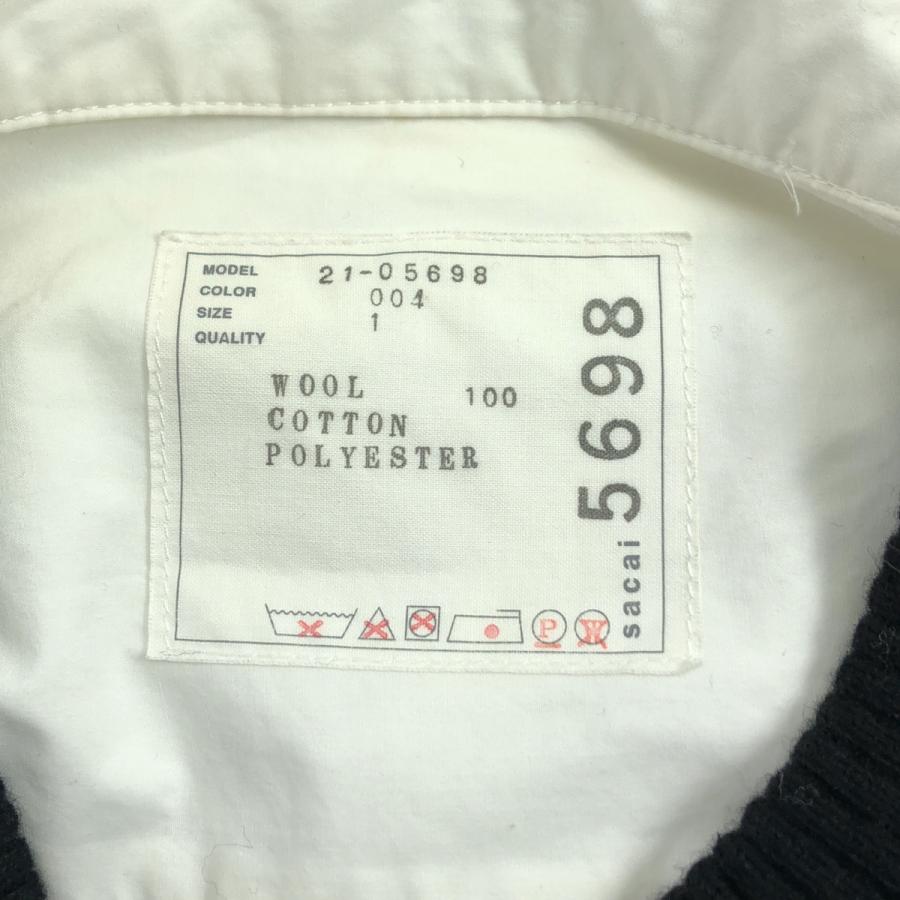 MODEL 21-05698
COLOR 004
SIZE 1
QUALITY
WOOL 100
COTTON
POLYESTER
sacai 5698
P
W